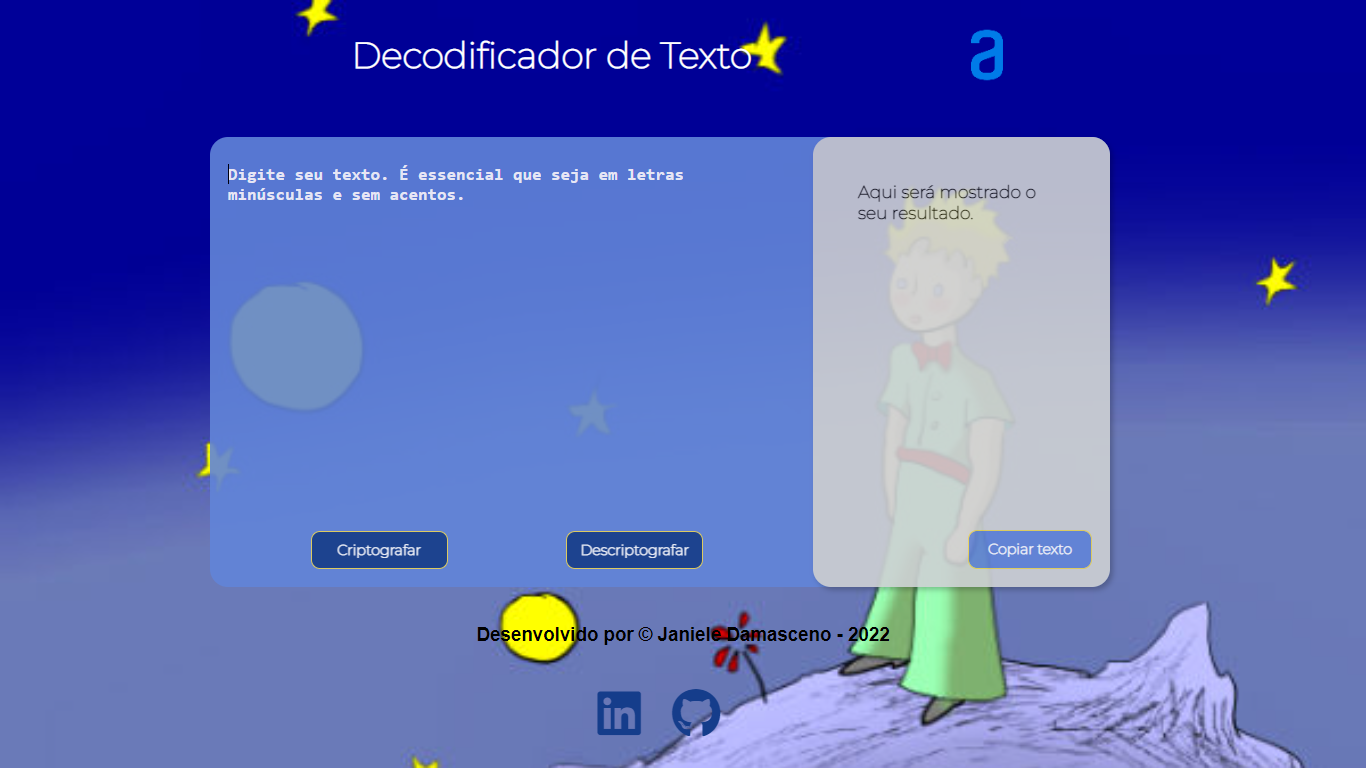 Decodificador de Texto
a
Digite seu texto. É essencial que seja em letras
minúsculas e sem acentos.
Aqui será mostrado o
seu resultado.
Criptografar
Descriptografar
Copiar texto
Desenvolvido por © Janiele Damasceno - 2022
in